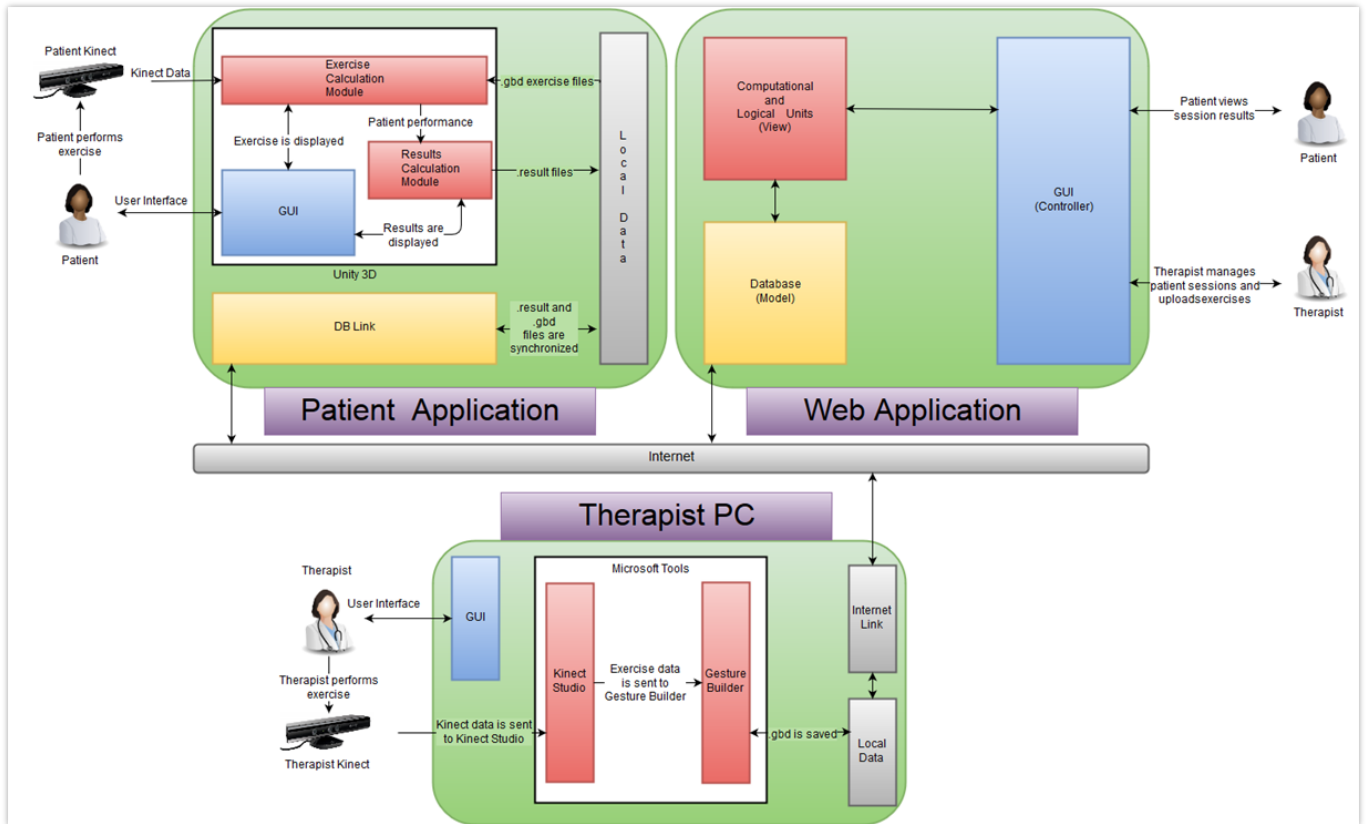 Patient Kinect
Kinect Data
Patient performs
exercise
User Interface
Patient
Exercise
Calculation
Module
.gbd exercise files
Patient performance
Exercise is displayed
Results
Calculation
Module
.result files
GUI
Results are
displayed
Unity 3D
Local Data
DB Link
.result and
.gbd
files are
synchronized
Patient Application
Computational
and
Logical Units
(View)
Database
(Model)
GUI
(Controller)
Patient views
session results
Patient
Therapist manages
patient sessions and
uploadsexercises
Therapist
Web Application
Internet
Therapist PC
Therapist
User Interface
GUI
Therapist performs
exercise
Therapist Kinect
Kinect data is sent
to Kinect Studio
Microsoft Tools
Kinect
Studio
Exercise data
is sent to
Gesture Builder
Gesture
Builder
.gbd is saved
Internet
Link
Local
Data